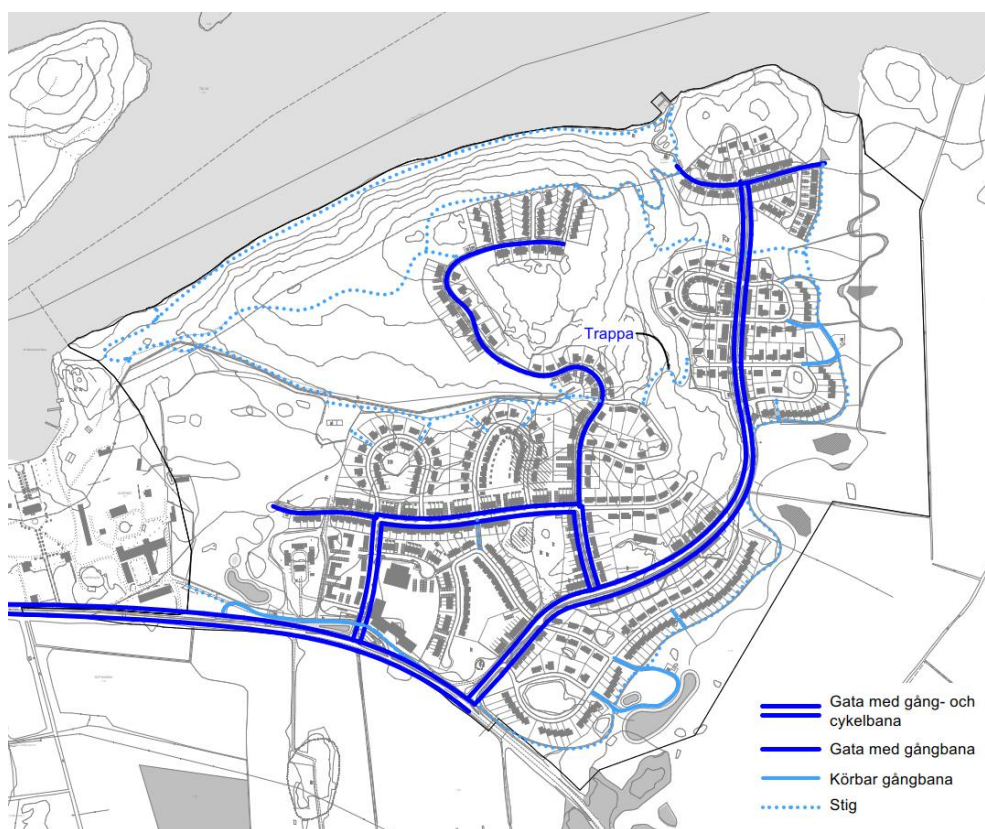 Trappa
Gata med gång- och
cykelbana
Gata med gångbana
Körbar gångbana
Stig